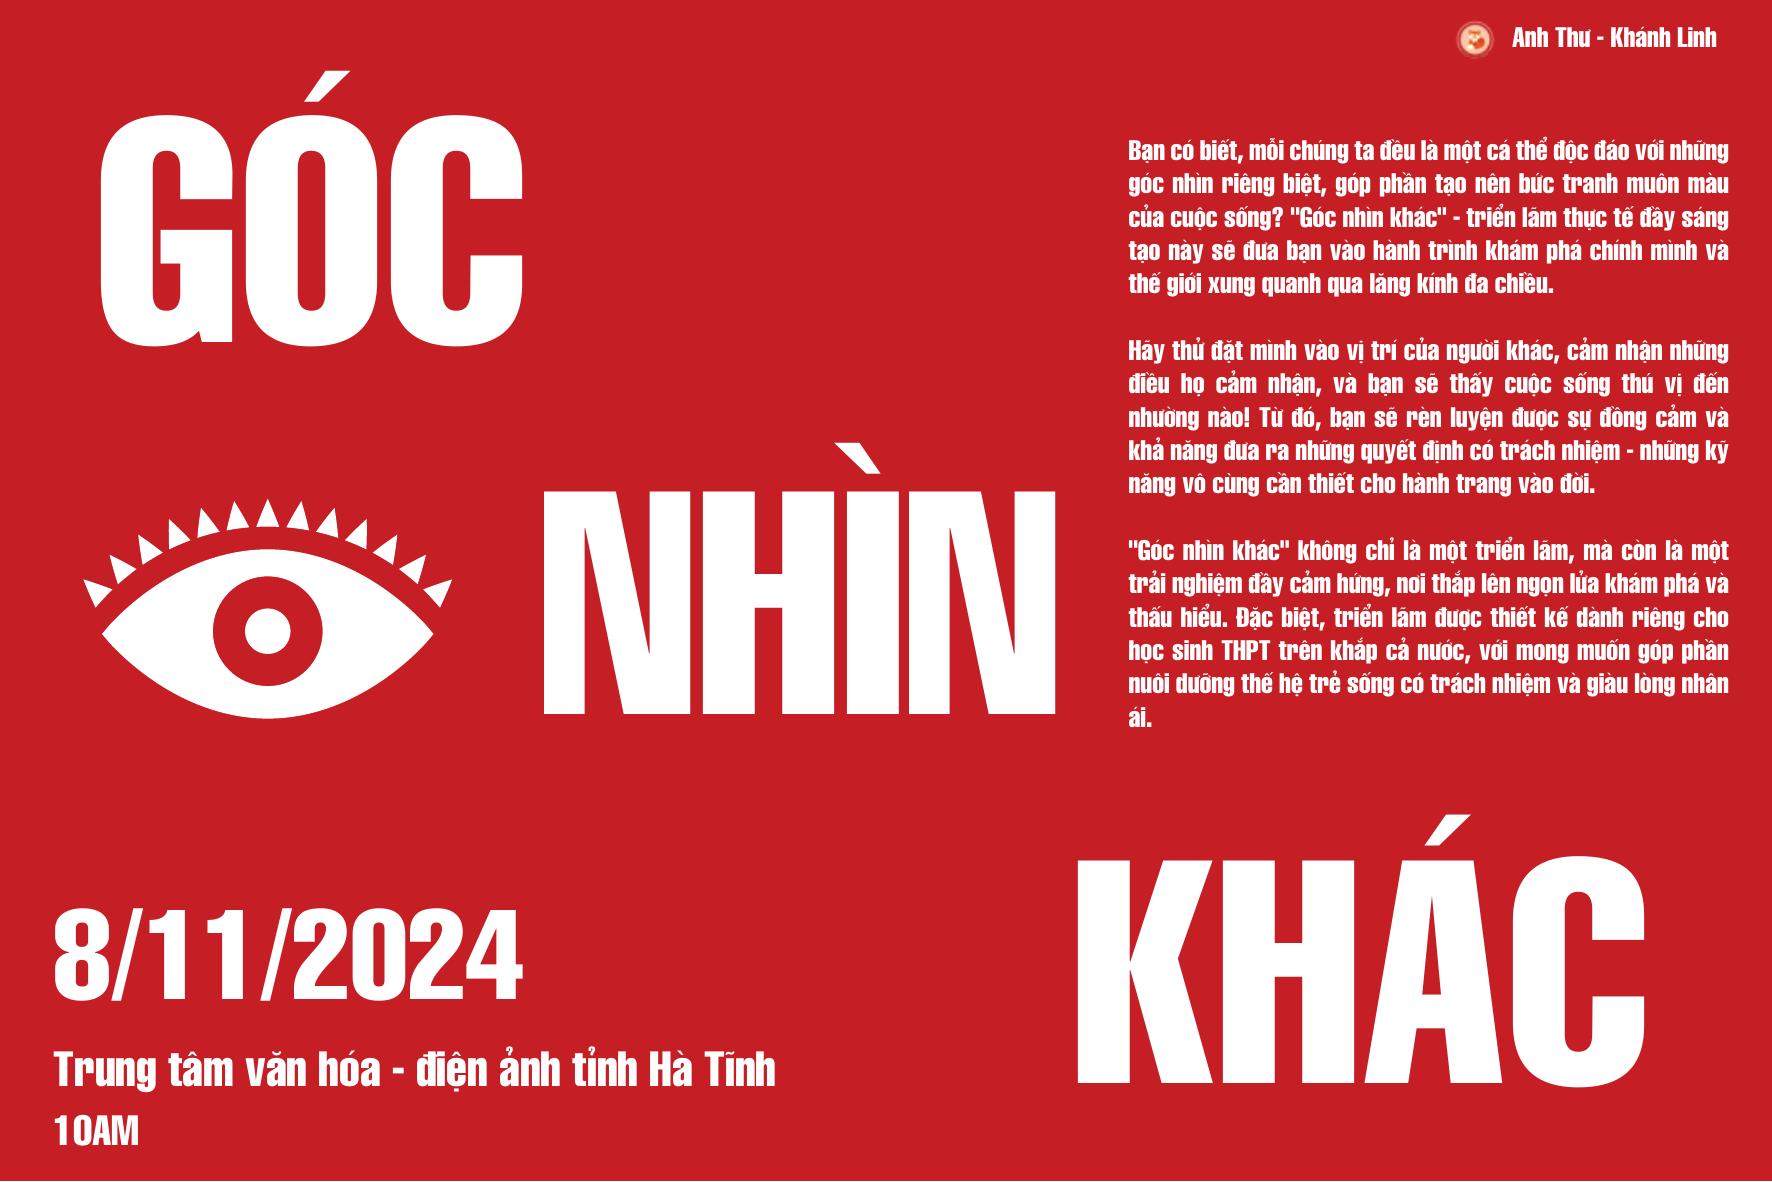 Anh Thư - Khánh Linh
GÓC
NHÌN
KHÁC
Bạn có biết, mỗi chúng ta đều là một cá thể độc đáo với những
góc nhìn riêng biệt, góp phần tạo nên bức tranh muôn màu
của cuộc sống? "Góc nhìn khác" - triển lãm thực tế đầy sáng
tạo này sẽ đưa bạn vào hành trình khám phá chính mình và
thế giới xung quanh qua lăng kính đa chiều.
Hãy thử đặt mình vào vị trí của người khác, cảm nhận những
điều họ cảm nhận, và bạn sẽ thấy cuộc sống thú vị đến
nhường nào! Từ đó, bạn sẽ rèn luyện được sự đồng cảm và
khả năng đưa ra những quyết định có trách nhiệm - những kỹ
năng vô cùng cần thiết cho hành trang vào đời.
"Góc nhìn khác" không chỉ là một triển lãm, mà còn là một
trải nghiệm đầy cảm hứng, nơi thắp lên ngọn lửa khám phá và
thấu hiểu. Đặc biệt, triển lãm được thiết kế dành riêng cho
học sinh THPT trên khắp cả nước, với mong muốn góp phần
nuôi dưỡng thế hệ trẻ sống có trách nhiệm và giàu lòng nhân
ái.
8/11/2024
Trung tâm văn hóa - điện ảnh tỉnh Hà Tĩnh
10AM